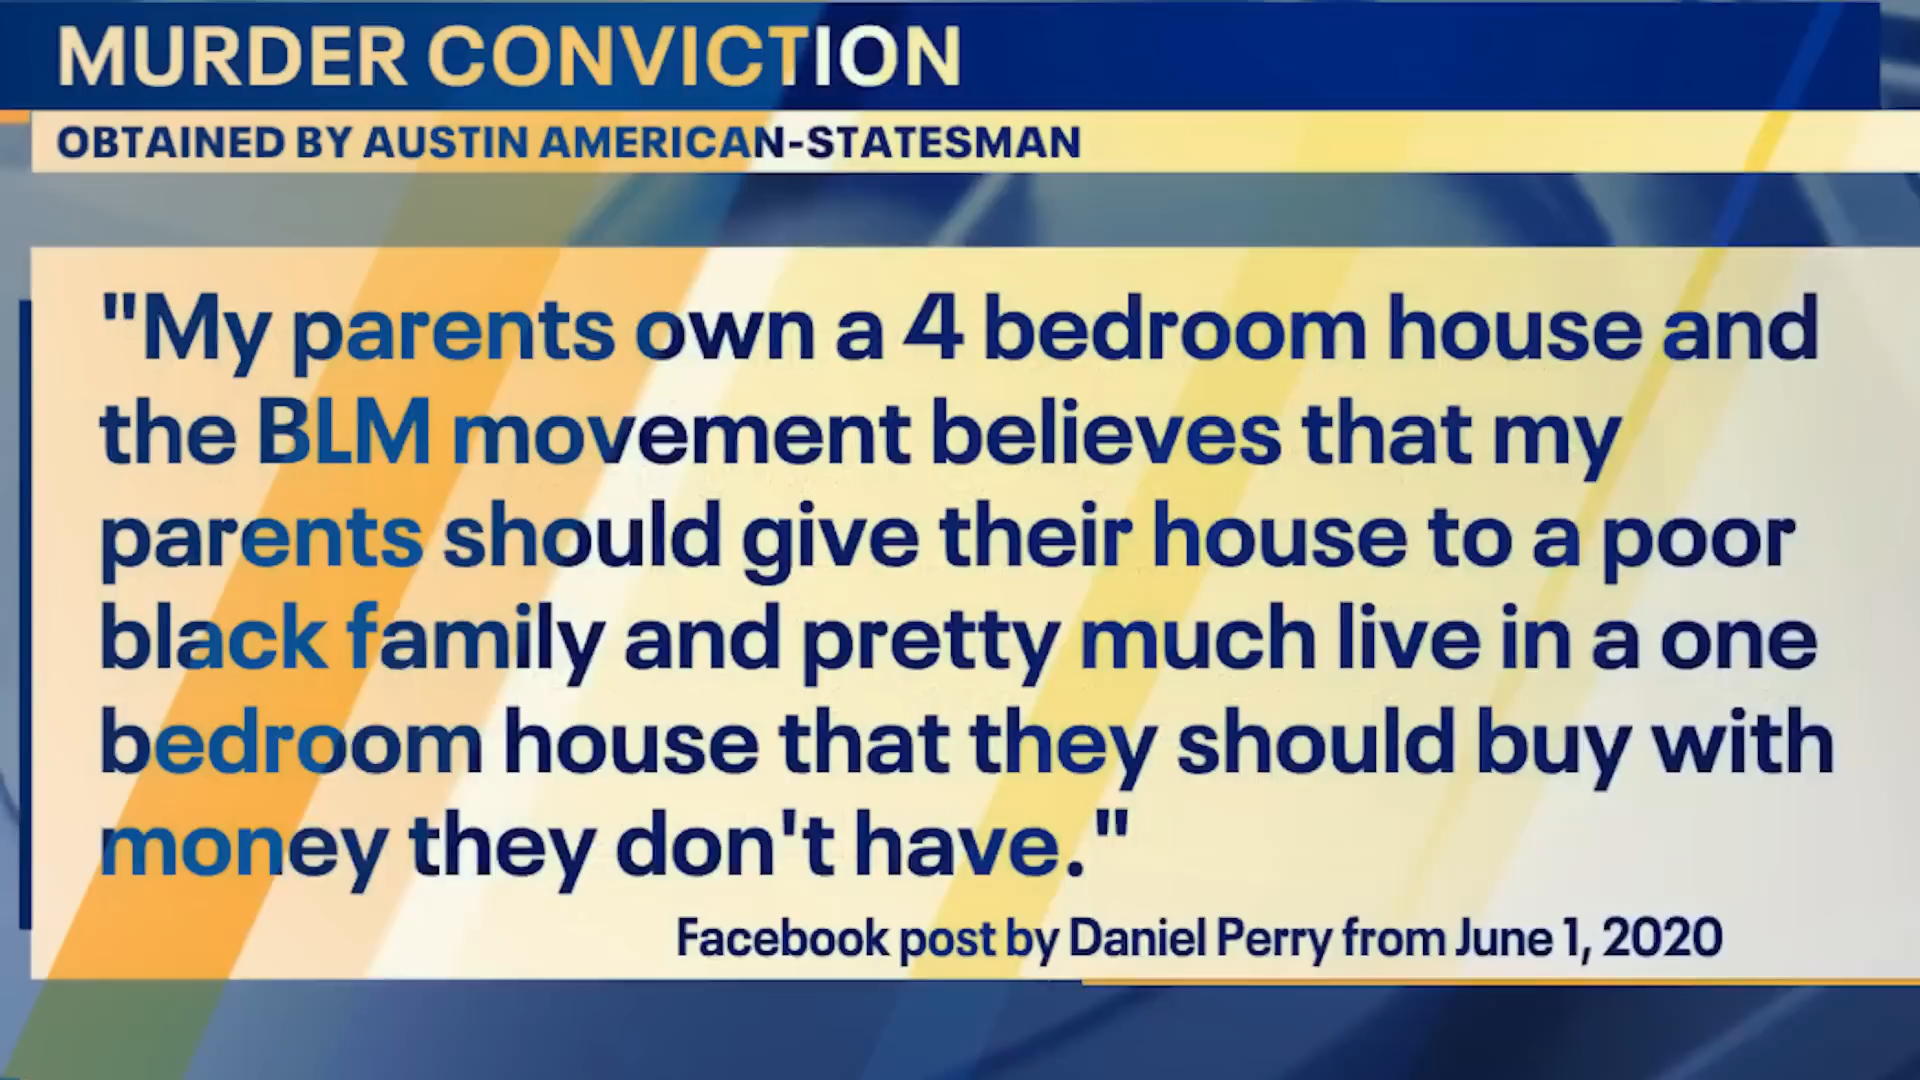 MURDER CONVICTION
OBTAINED BY AUSTIN AMERICAN-STATESMAN
"My parents own a 4 bedroom house and
the BLM movement believes that my
parents should give their house to a poor
black family and pretty much live in a one
bedroom house that they should buy with
money they don't have."
Facebook post by Daniel Perry from June 1, 2020